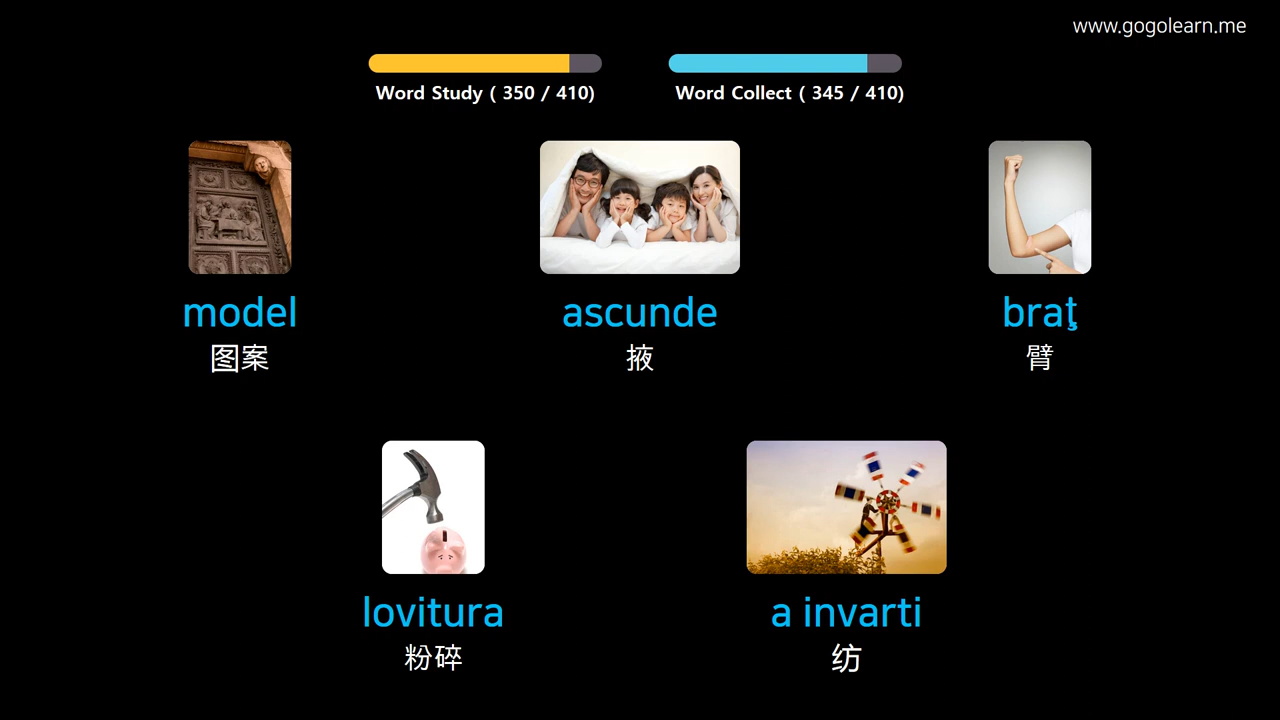 www.gogolearn.me
Word Study ( 350 / 410)
Word Collect ( 345 / 410)
model
图案
ascunde
掖
braţ
臂
lovitura
粉碎
a invarti
纺